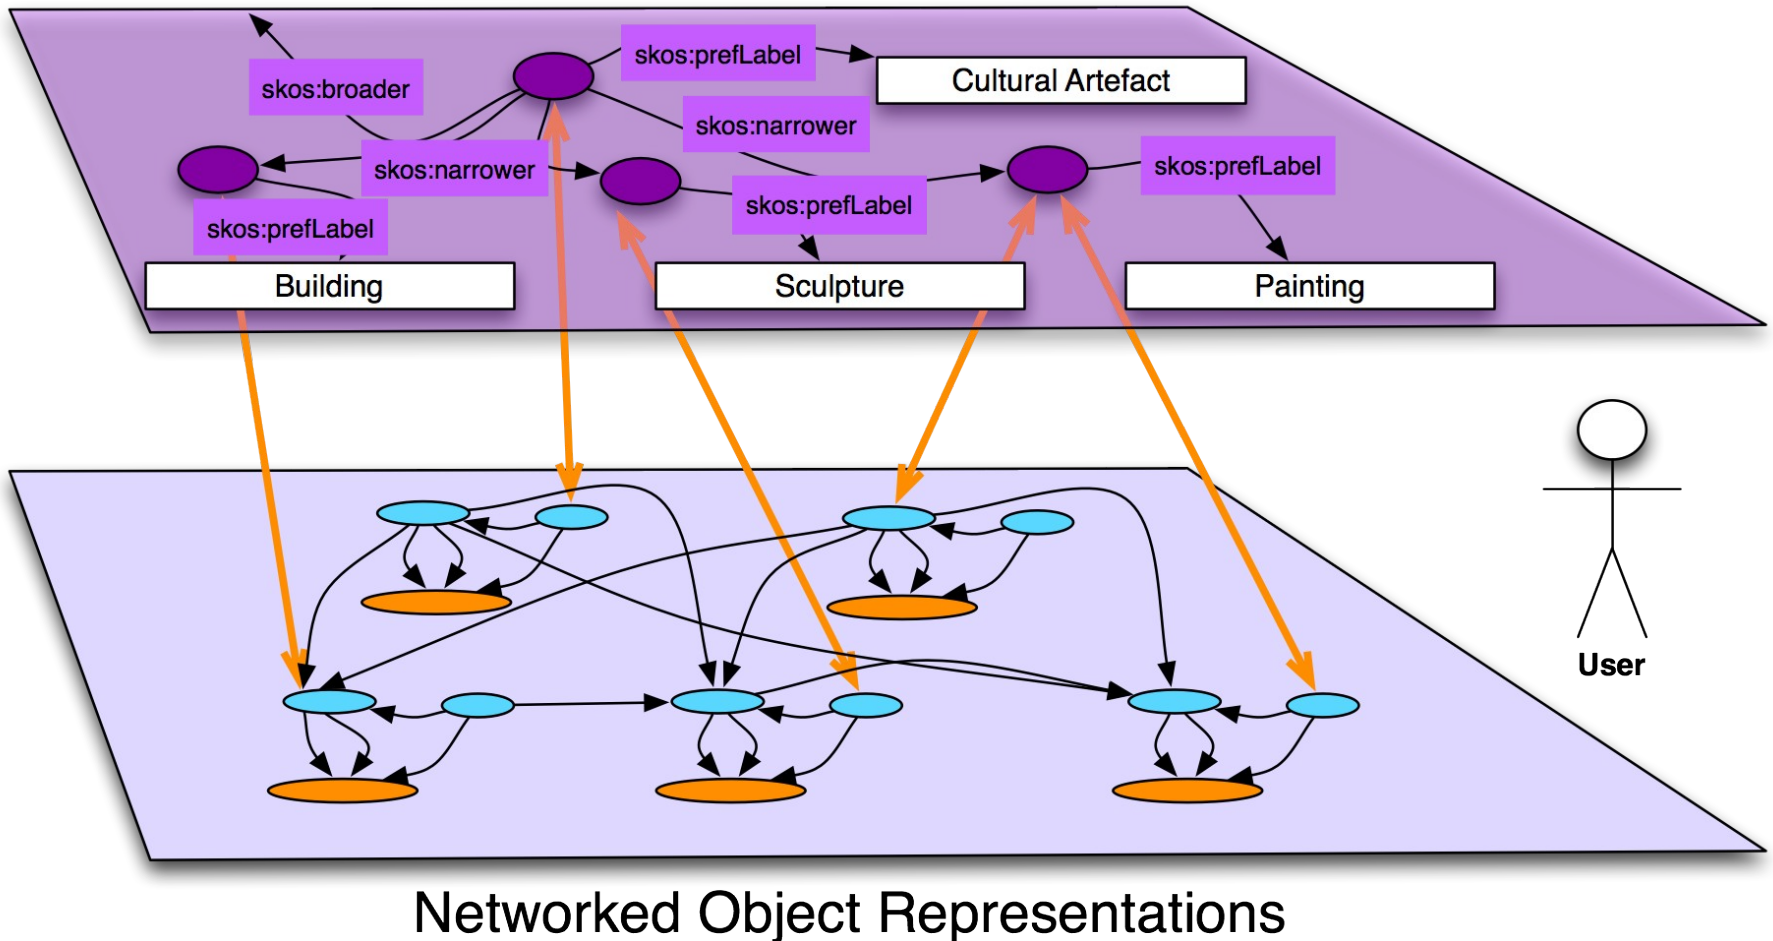 skos:prefLabel
skos:broader
Cultural Artefact
skos:narrower
skos:narrower
skos:prefLabel
skos:prefLabel
skos:prefLabel
Building
Sculpture
Painting
User
Networked Object Representations